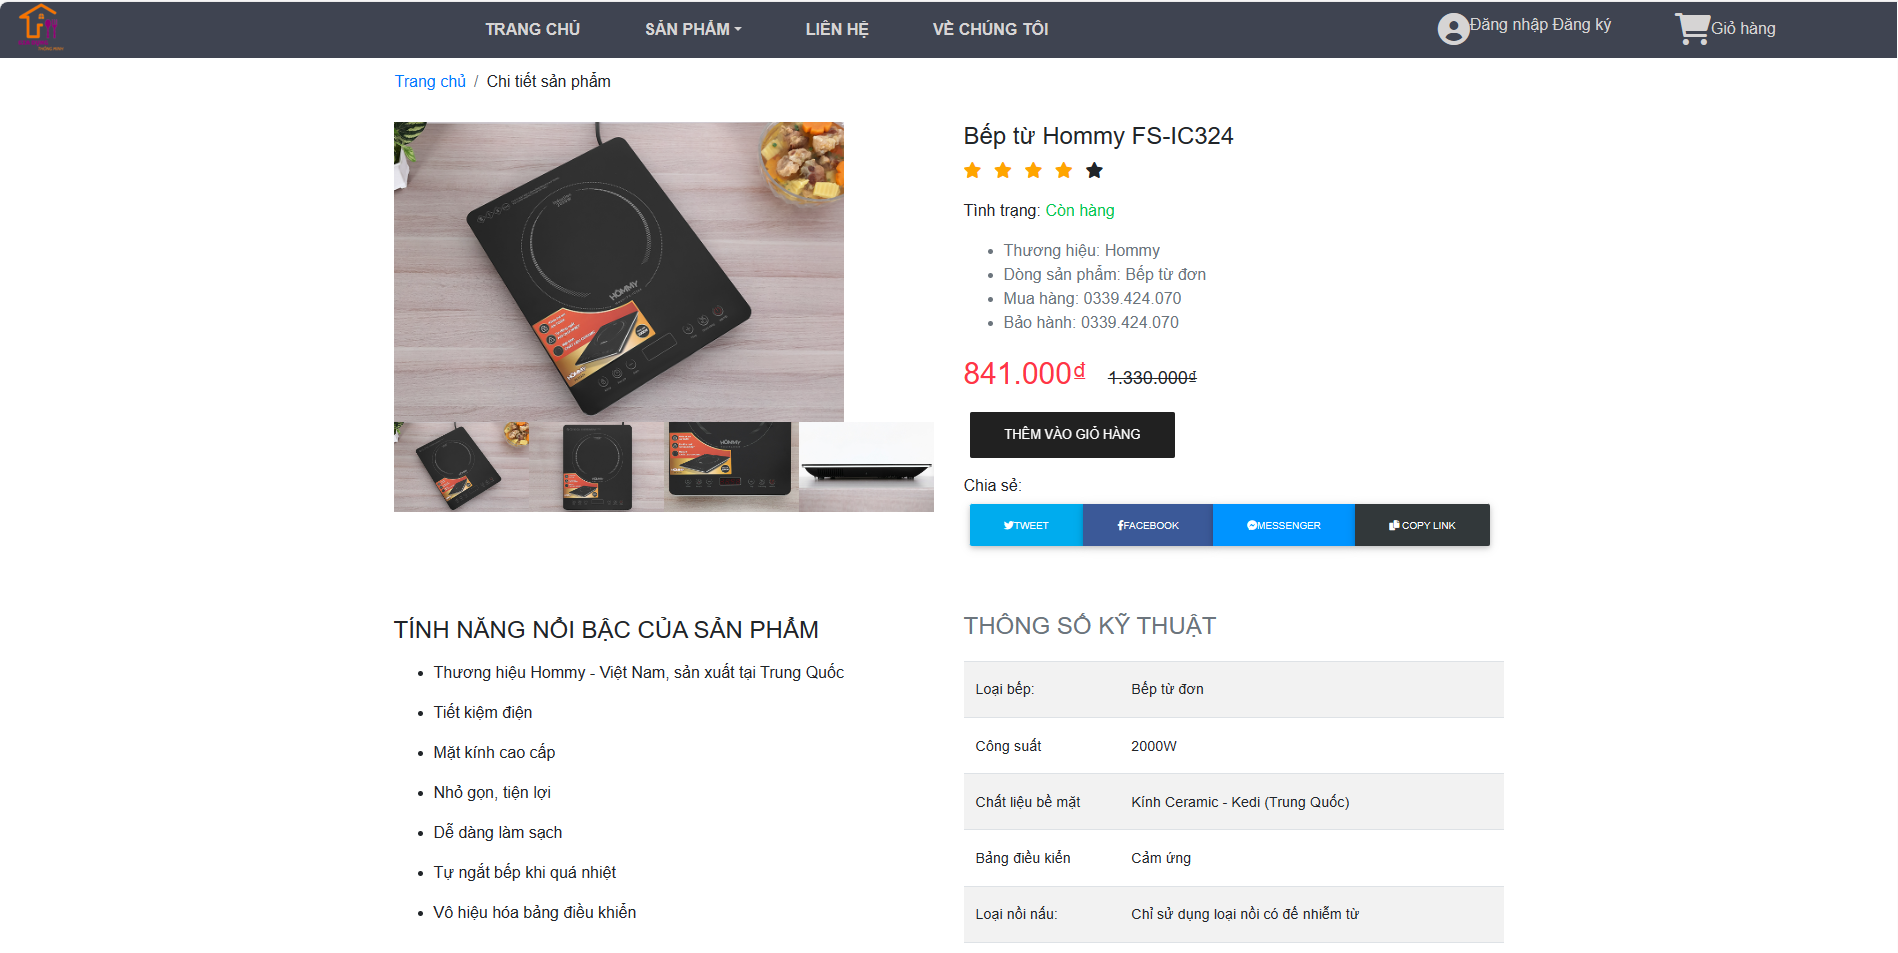 TRANG CHỦ
SẢN PHẨM
LIÊN HỆ
VỀ CHÚNG TÔI
Đăng nhập Đăng ký
Giỏ hàng
Trang chủ / Chi tiết sản phẩm
Bếp từ Hommy FS-IC324
Tình trạng: Còn hàng
Thương hiệu: Hommy
Dòng sản phẩm: Bếp từ đơn
Mua hàng: 0339.424.070
Bảo hành: 0339.424.070
841.000₫ 1.330.000₫
THÊM VÀO GIỎ HÀNG
Chia sẻ:
TWEET
FACEBOOK
MESSENGER
COPY LINK
HOMMY
HOMMY
TÍNH NĂNG NỔI BẬC CỦA SẢN PHẨM
Thương hiệu Hommy - Việt Nam, sản xuất tại Trung Quốc
Tiết kiệm điện
Mặt kính cao cấp
Nhỏ gọn, tiện lợi
Dễ dàng làm sạch
Tự ngắt bếp khi quá nhiệt
Vô hiệu hóa bảng điều khiển
THÔNG SỐ KỸ THUẬT
Loại bếp: Bếp từ đơn
Công suất 2000W
Chất liệu bề mặt Kính Ceramic - Kedi (Trung Quốc)
Bảng điều kiển Cảm ứng
Loại nồi nấu: Chỉ sử dụng loại nồi có đế nhiễm từ